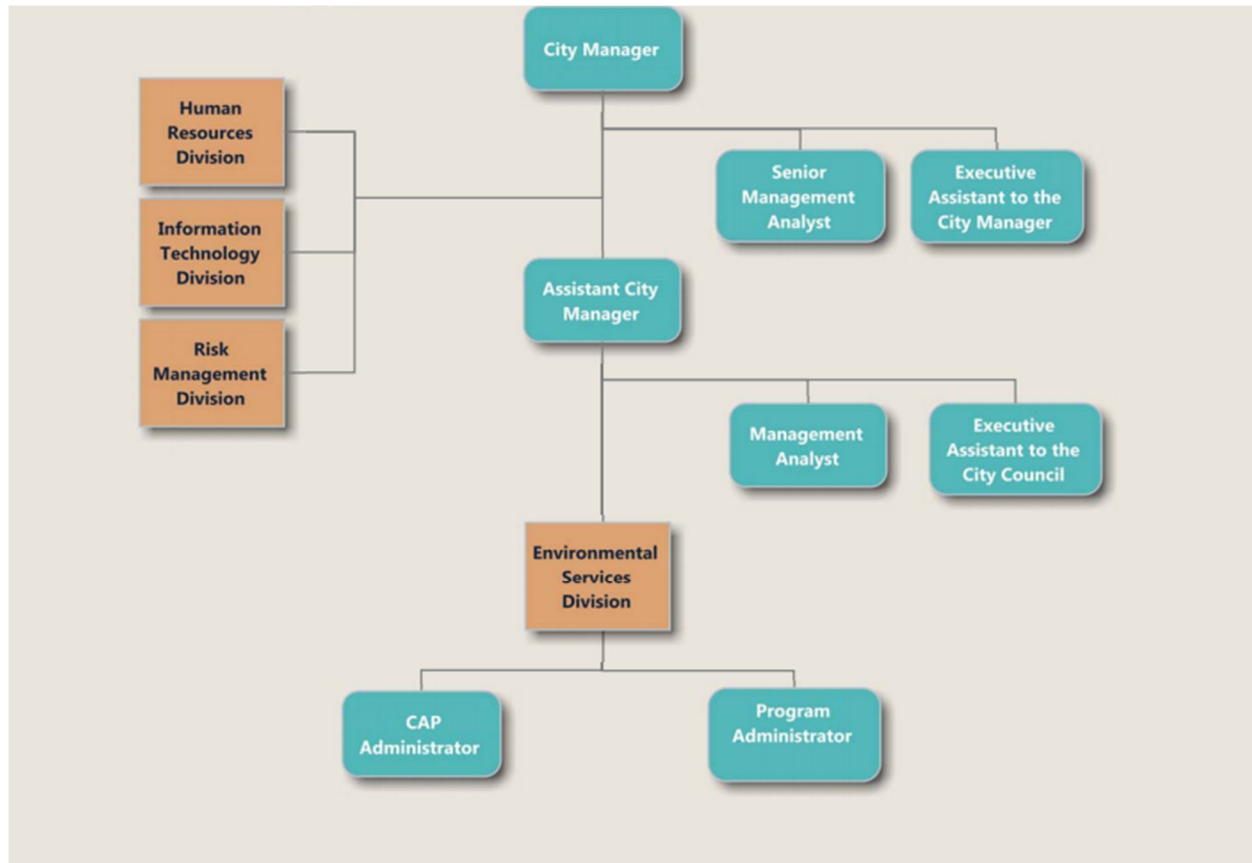 City Manager
Human
Resources
Division
Senior
Management
Analyst
Executive
Assistant to the
City Manager
Information
Technology
Division
Assistant City
Manager
Risk
Management
Division
Management
Analyst
Executive
Assistant to the
City Council
Environmental
Services
Division
CAP
Administrator
Program
Administrator